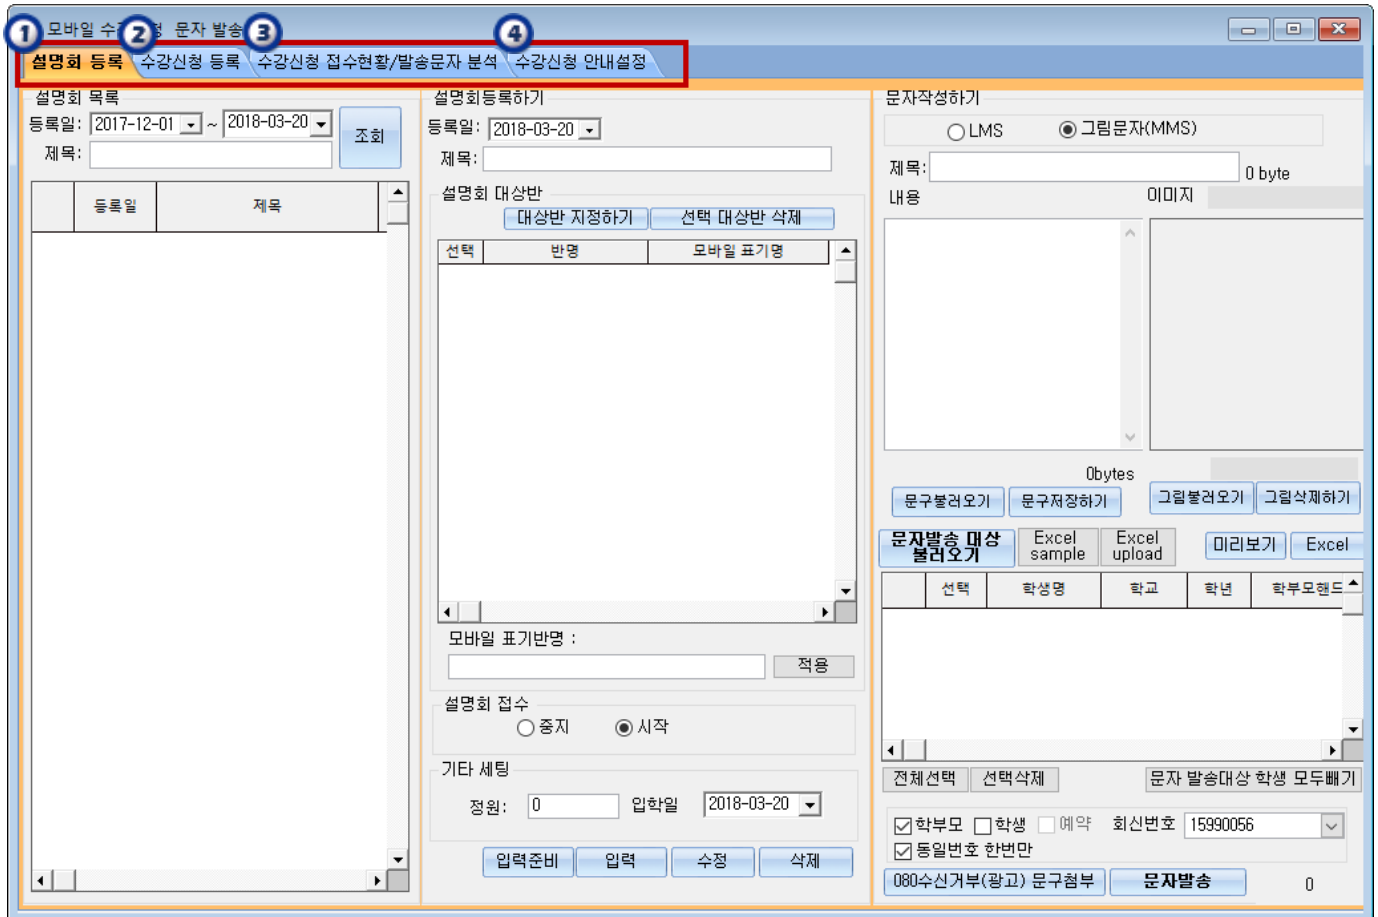 모바일 수 청 문자 발송
1 2 3 4
설명회 등록 수강신청 등록 수강신청 접수현황/발송문자 분석 수강신청 안내설정
설명회 목록
등록일: 2017-12-01 ~ 2018-03-20 조회
제목:
등록일 제목
설명회등록하기
등록일: 2018-03-20
제목:
설명회 대상반
대상반 지정하기 선택 대상반 삭제
선택 반명 모바일 표기명
모바일 표기반명 :
적용
설명회 접수
중지 시작
기타 세팅
정원: 0 입학일 2018-03-20
입력준비 입력 수정 삭제
문자작성하기
LMS 그림문자(MMS)
제목: 0 byte
내용 이미지
0bytes
문구불러오기 문구저장하기 그림불러오기 그림삭제하기
문자발송 대상
불러오기
Excel
sample
Excel
upload
미리보기 Excel
선택 학생명 학교 학년 학부모핸드
전체선택 선택삭제 문자 발송대상 학생 모두빼기
학부모 학생 예약 회신번호 15990056
동일번호 한번만
080수신거부(광고) 문구첨부 문자발송 0